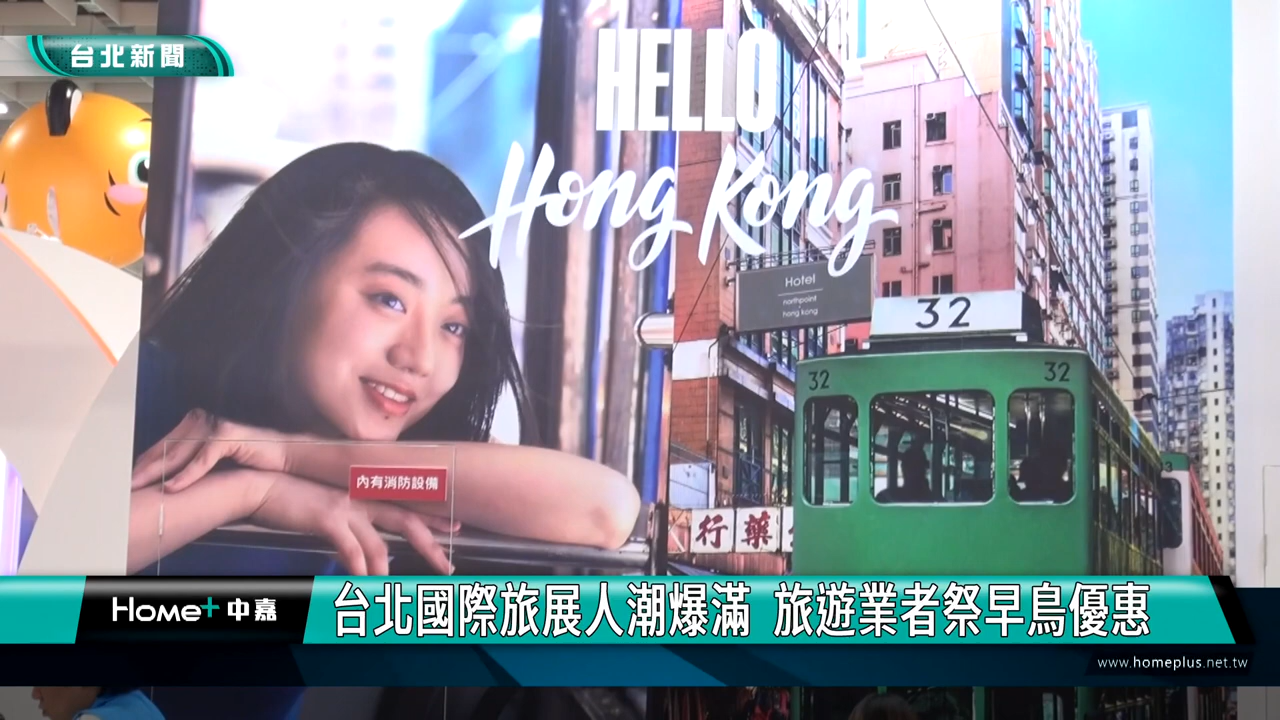 台北新聞
HELLO
Hong Kong
Hotel
northpoint
hong kong
32
32
32
內有消防設備
行藥
Home+中嘉
台北國際旅展人潮爆滿 旅遊業者祭早鳥優惠
www.homeplus.net.tw